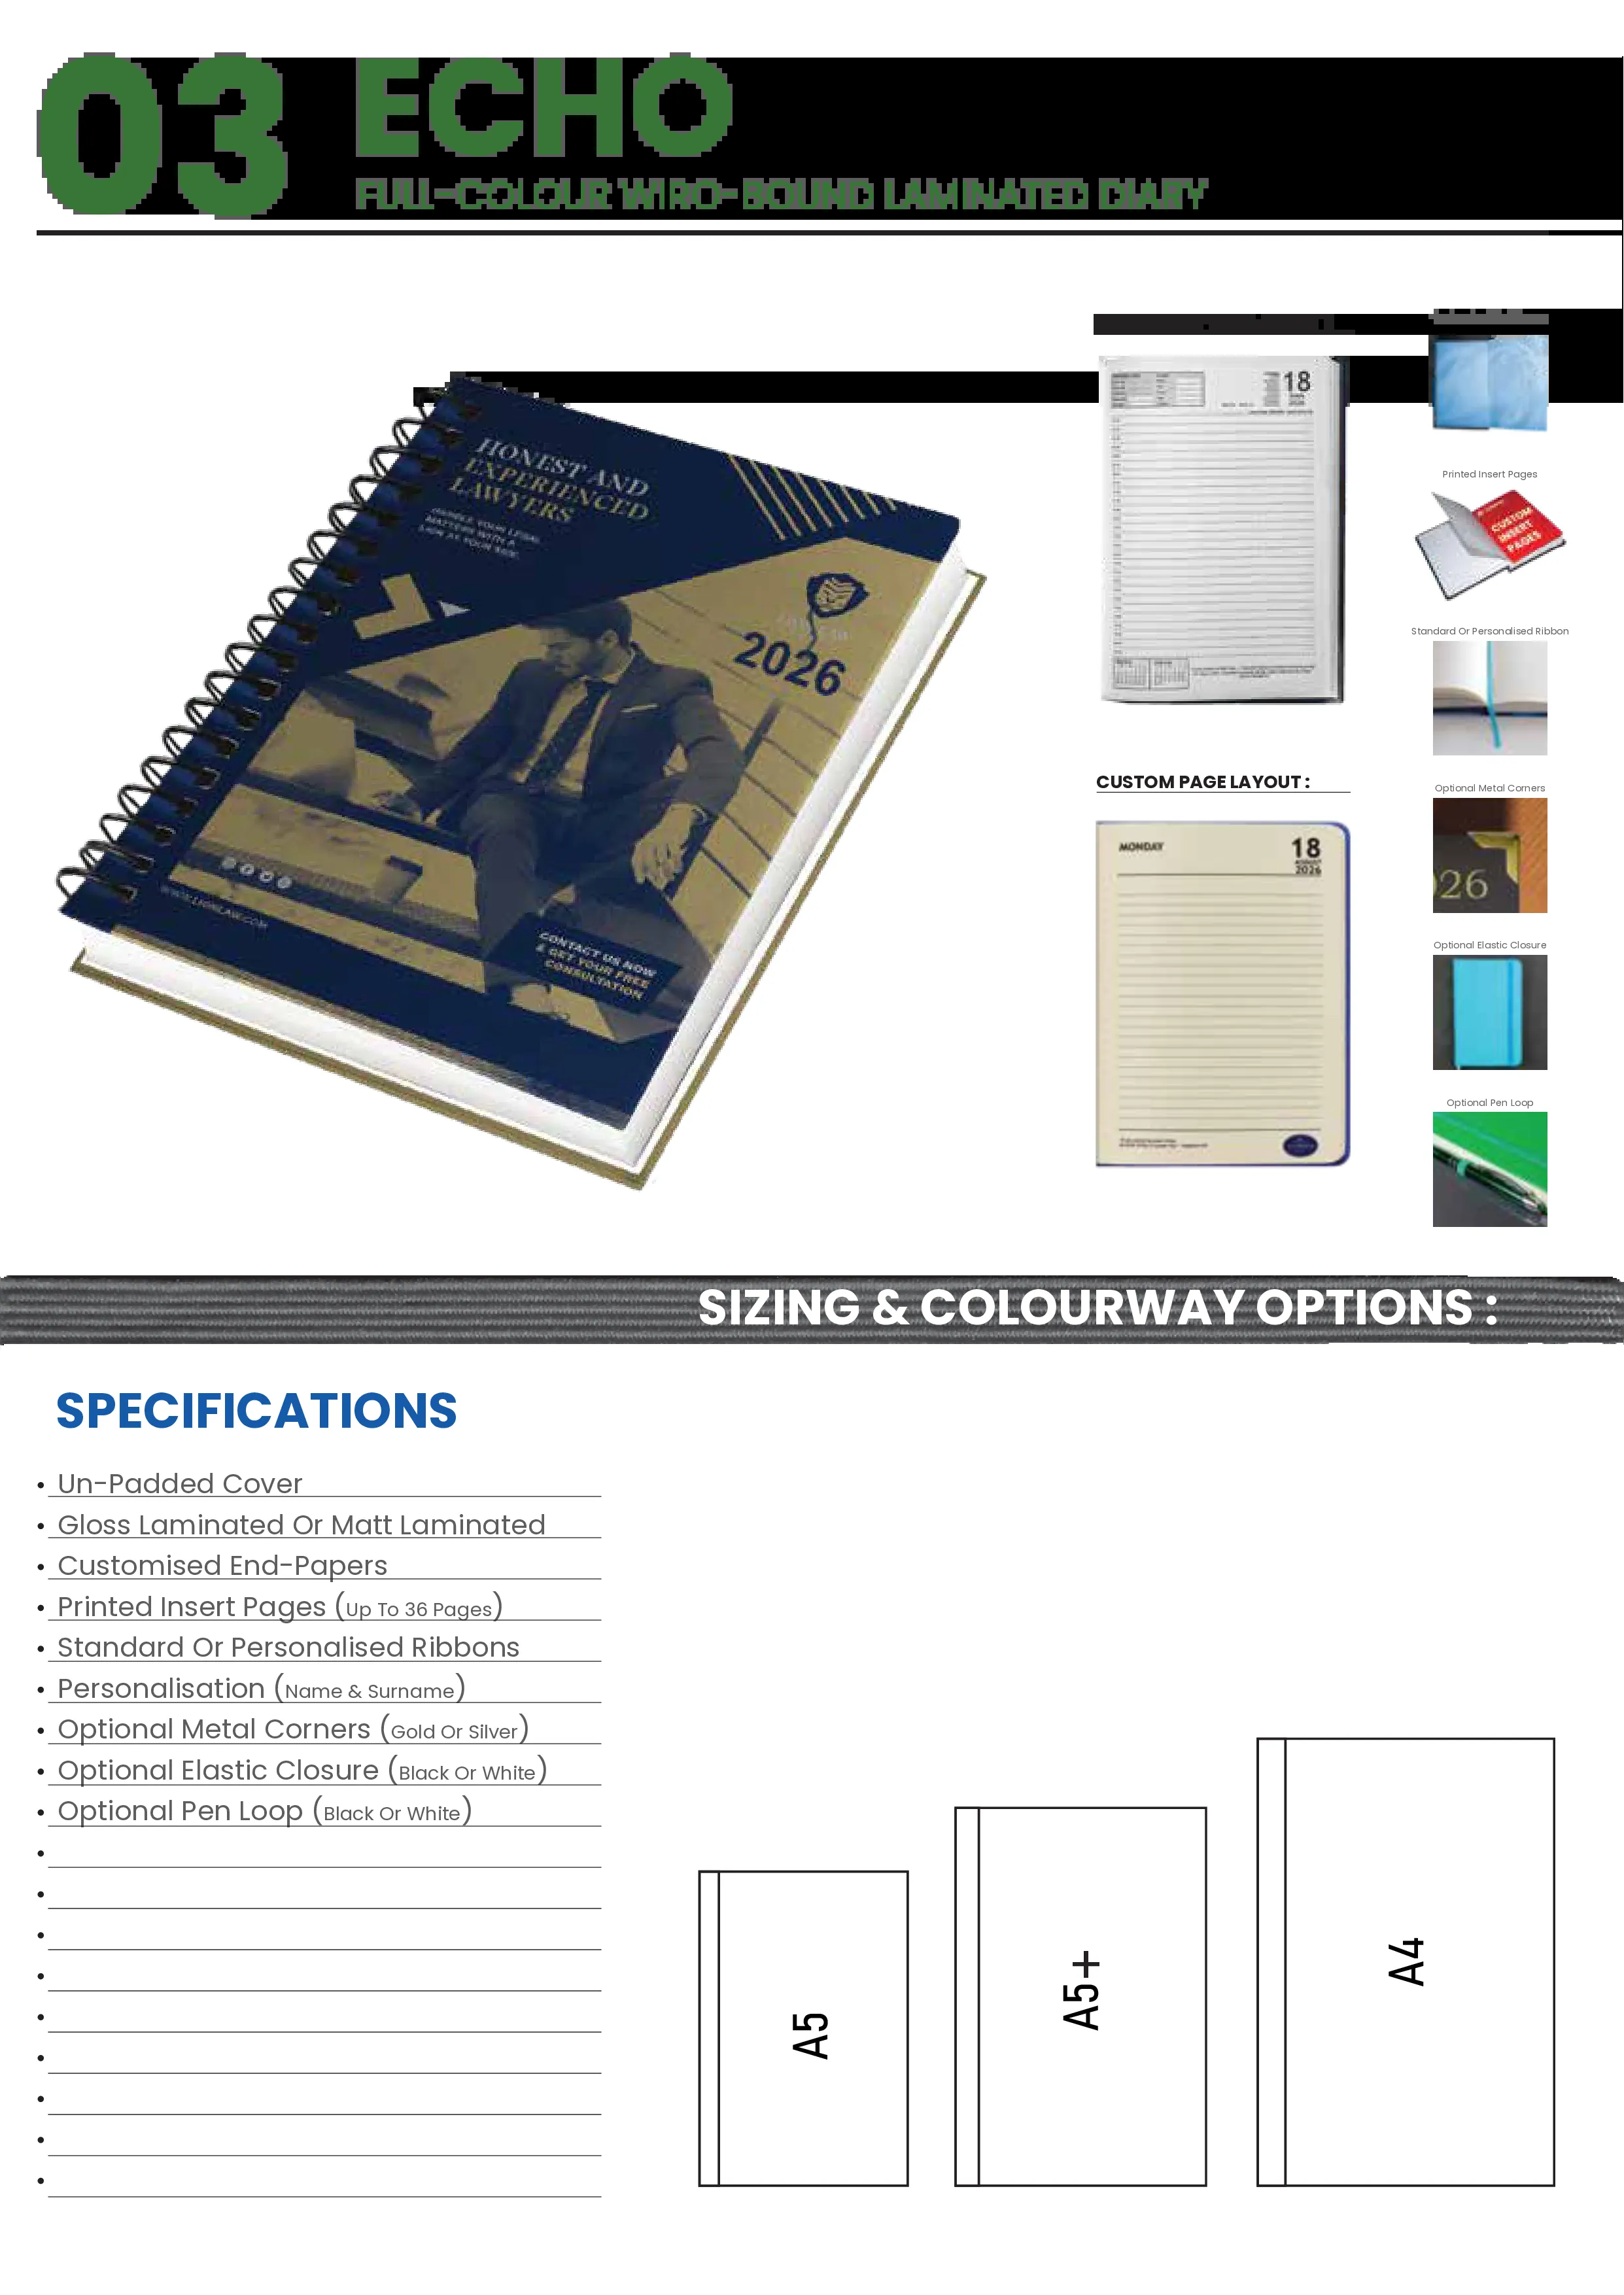 03
ECHO
FULL-COLOUR WIRO-BOUND LAMINATED DIARY
HONEST AND
EXPERIENCED
LAWYERS
HANDLE YOUR LEGAL
MATTERS WITH A
LION AT YOUR SIDE.
2026
WWW.LIONLAW.COM
CONTACT US NOW
& GET YOUR FREE
CONSULTATION
18
2026
CUSTOM PAGE LAYOUT :
MONDAY
18
AUGUST
2026
Printed Insert Pages
CUSTOM
INSERT
PAGES
Standard Or Personalised Ribbon
Optional Metal Corners
26
Optional Elastic Closure
Optional Pen Loop
SIZING & COLOURWAY OPTIONS :
SPECIFICATIONS
• Un-Padded Cover
• Gloss Laminated Or Matt Laminated
• Customised End-Papers
• Printed Insert Pages (Up To 36 Pages)
• Standard Or Personalised Ribbons
• Personalisation (Name & Surname)
• Optional Metal Corners (Gold Or Silver)
• Optional Elastic Closure (Black Or White)
• Optional Pen Loop (Black Or White)
A5
A5+
A4